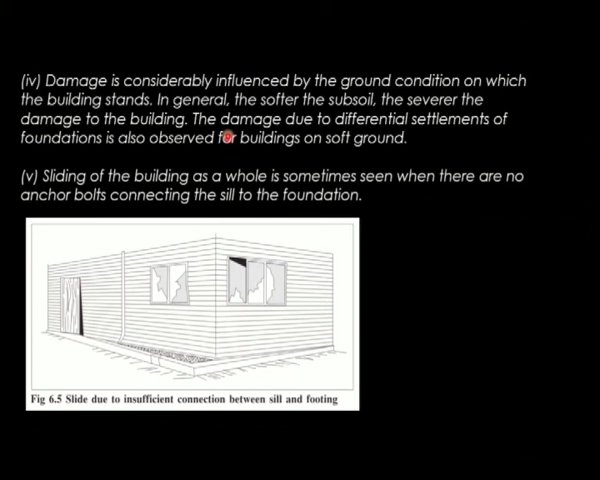 (iv) Damage is considerably influenced by the ground condition on which
the building stands. In general, the softer the subsoil, the severer the
damage to the building. The damage due to differential settlements of
foundations is also observed for buildings on soft ground.
(v) Sliding of the building as a whole is sometimes seen when there are no
anchor bolts connecting the sill to the foundation.
Fig 6.5 Slide due to insufficient connection between sill and footing